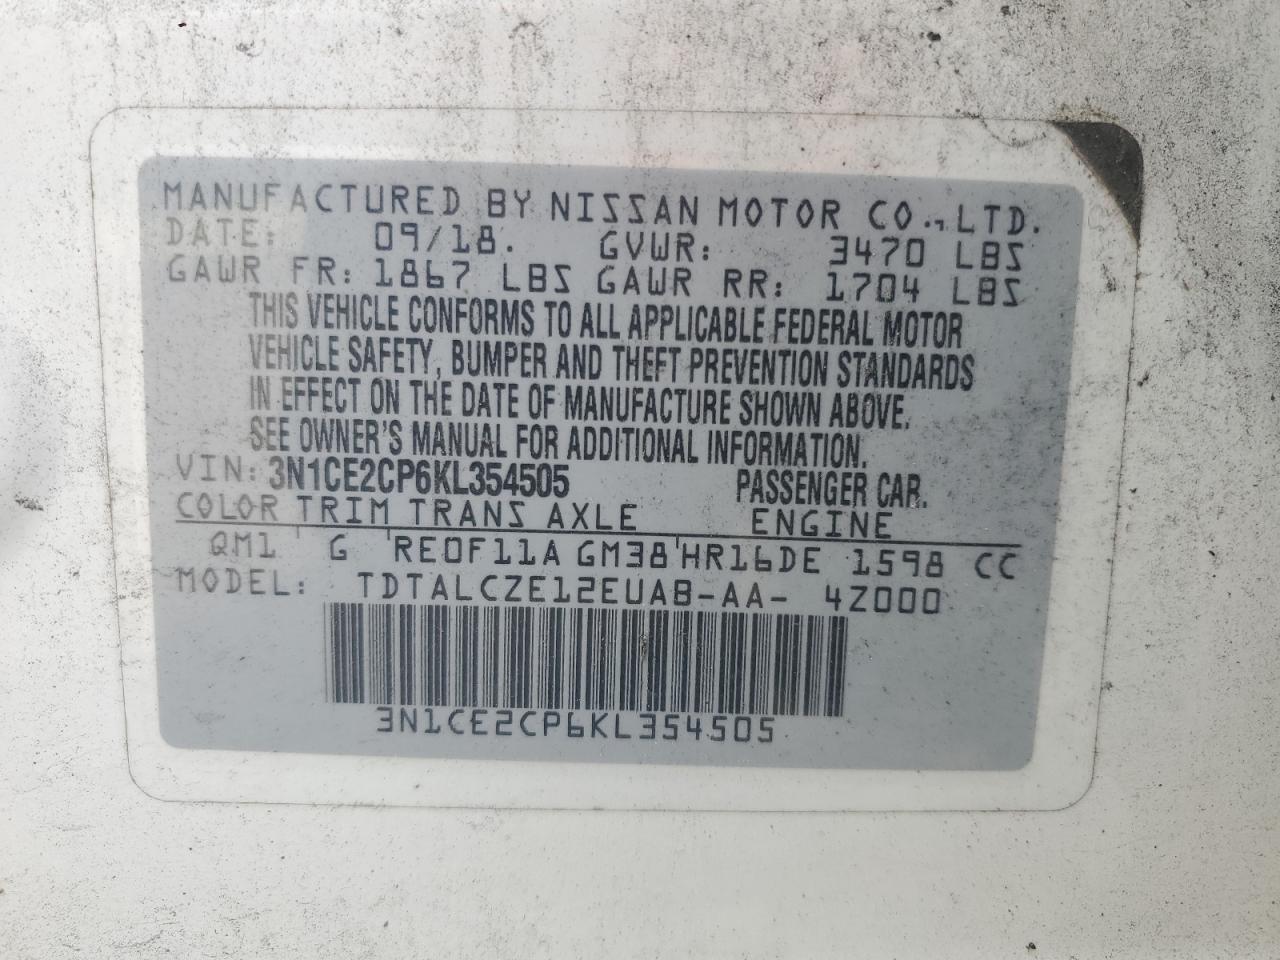 MANUFACTURED BY NISSAN MOTOR CO., LTD.
DATE: 09/18. GVWR: 3470 LBS
GAWR FR: 1867 LBS GAWR RR: 1704 LBS
THIS VEHICLE CONFORMS TO ALL APPLICABLE FEDERAL MOTOR
VEHICLE SAFETY, BUMPER AND THEFT PREVENTION STANDARDS
IN EFFECT ON THE DATE OF MANUFACTURE SHOWN ABOVE.
SEE OWNER'S MANUAL FOR ADDITIONAL INFORMATION.
VIN: 3N1CE2CP6KL354505 PASSENGER CAR.
COLOR TRIM TRANS AXLE ENGINE
QM1 G RE0F11A GM38 HR16DE 1598 CC
MODEL: TDTALCZE12EUAB-AA- 4Z000
3N1CE2CP6KL354505